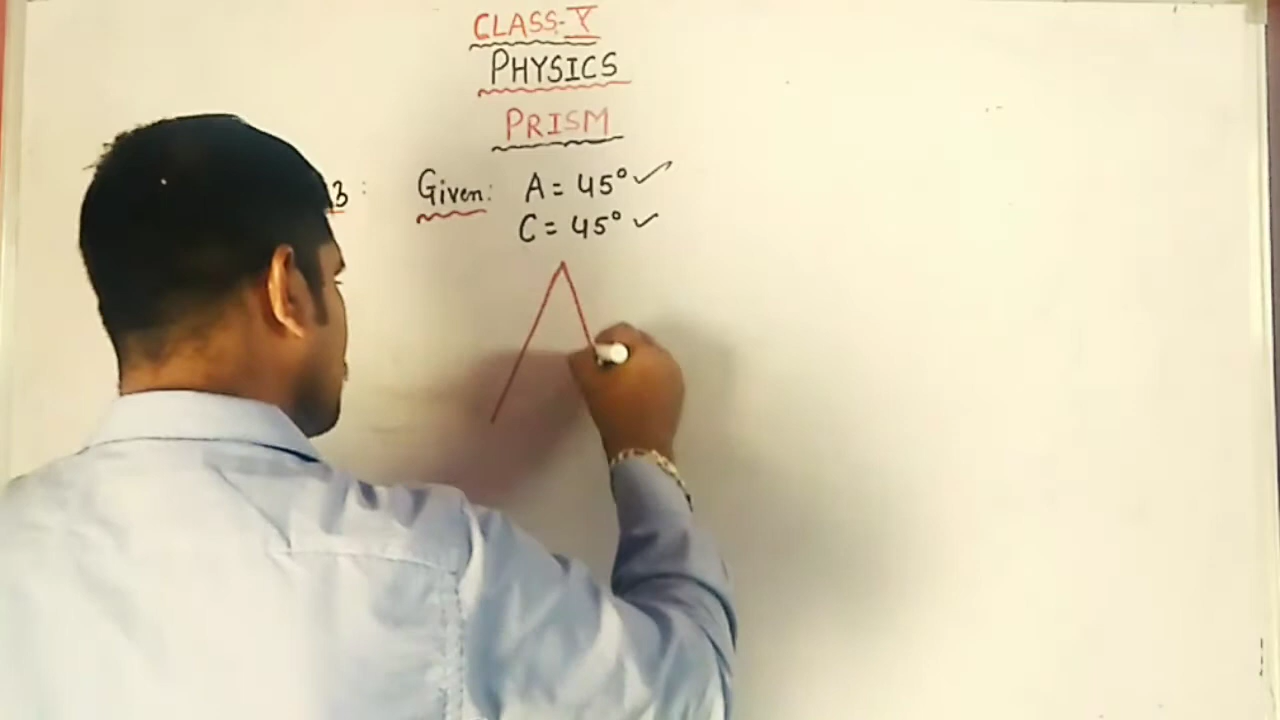 CLASS-V
PHYSICS
PRISM
3 : Given: A = 45° ✓
C = 45° ✓